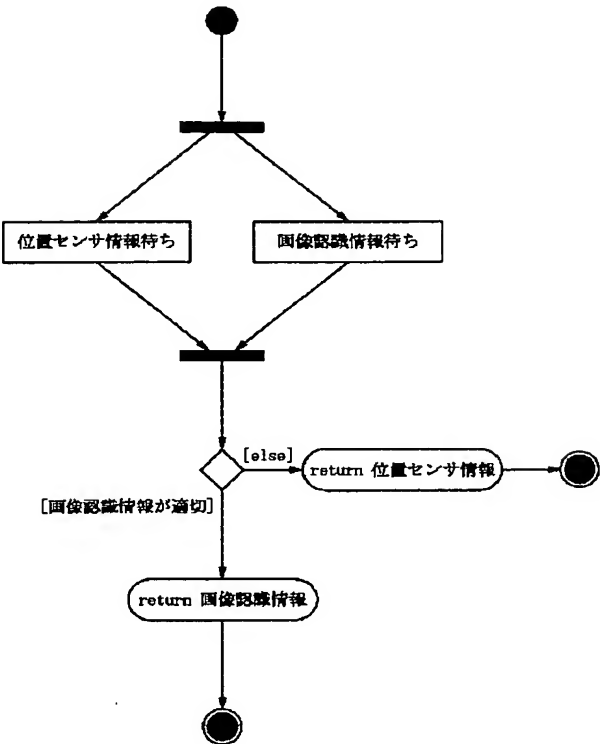 位置センサ情報待ち
画像認識情報待ち
[else]
return 位置センサ情報
[画像認識情報が適切]
return 画像認識情報